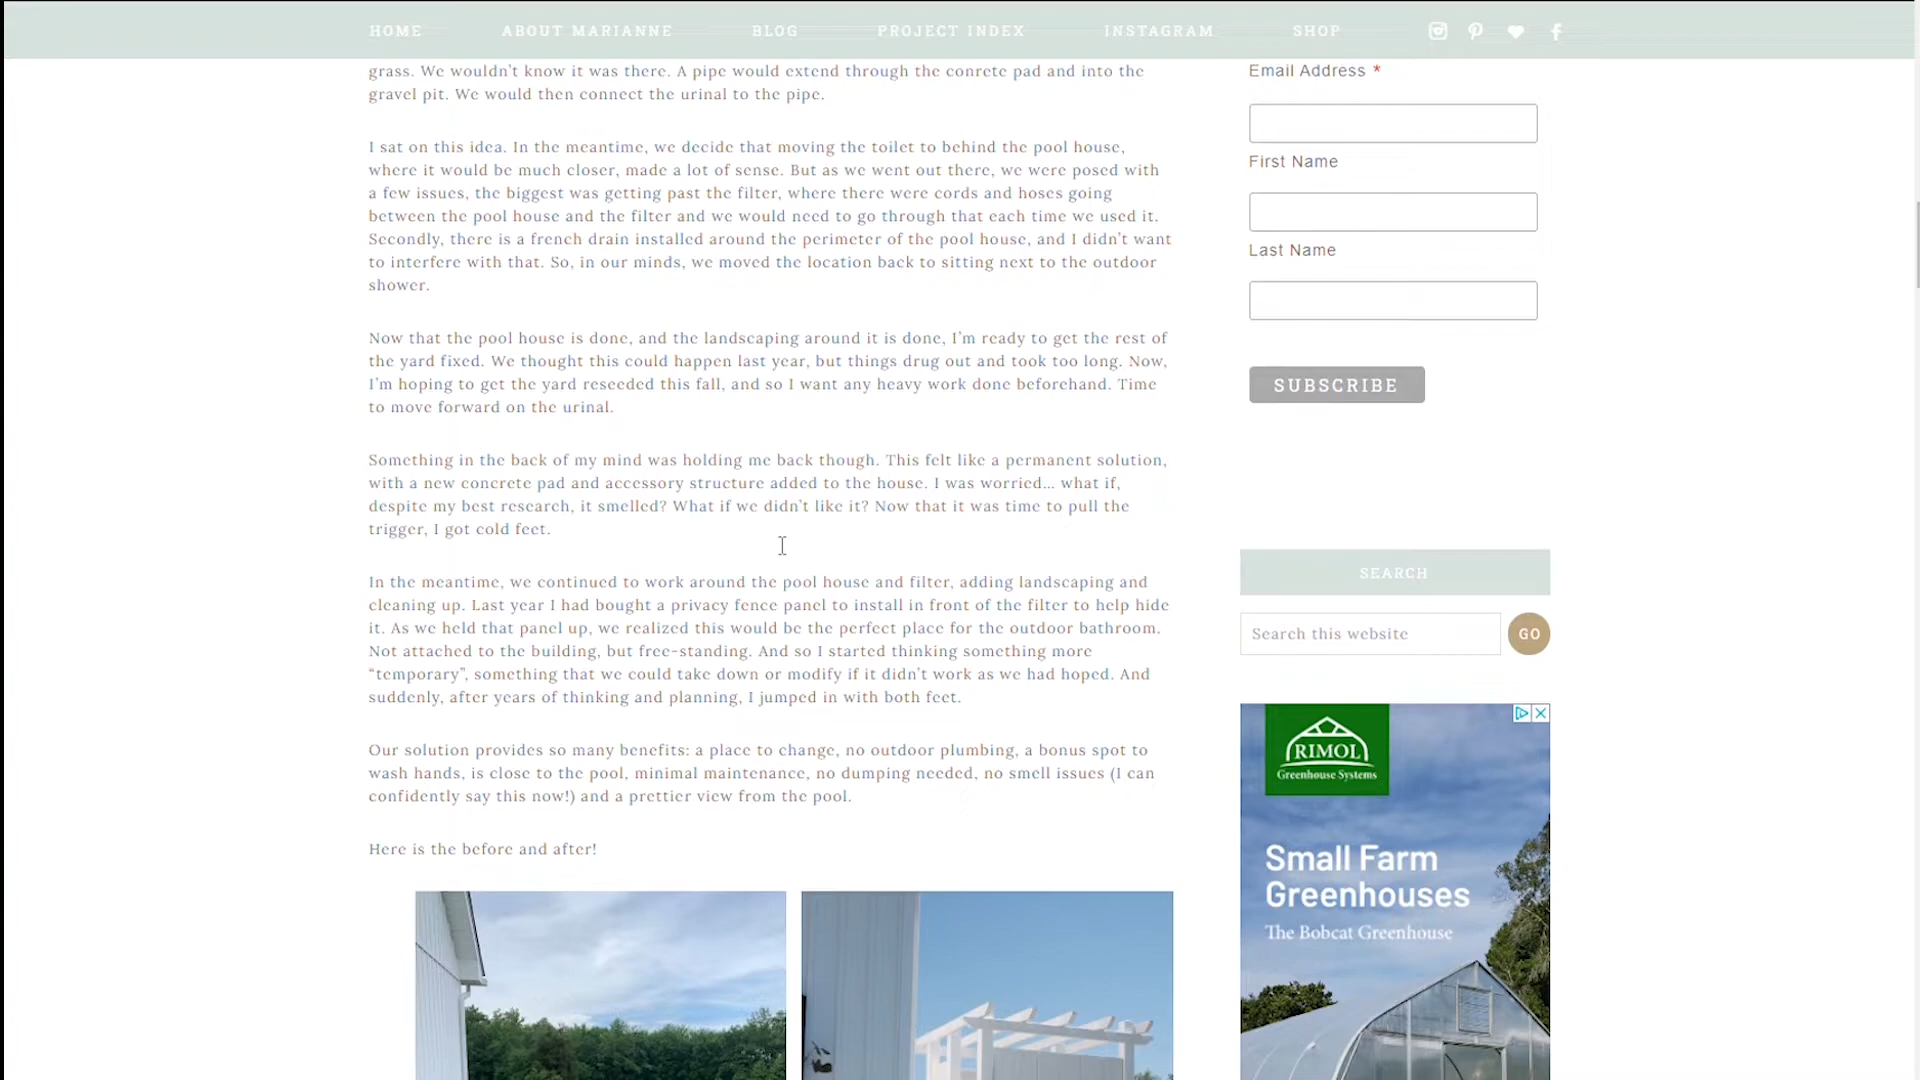 HOME ABOUT MARIANNE BLOG PROJECT INDEX INSTAGRAM SHOP
grass. We wouldn't know it was there. A pipe would extend through the conrete pad and into the
gravel pit. We would then connect the urinal to the pipe.
I sat on this idea. In the meantime, we decide that moving the toilet to behind the pool house,
where it would be much closer, made a lot of sense. But as we went out there, we were posed with
a few issues, the biggest was getting past the filter, where there were cords and hoses going
between the pool house and the filter and we would need to go through that each time we used it.
Secondly, there is a french drain installed around the perimeter of the pool house, and I didn't want
to interfere with that. So, in our minds, we moved the location back to sitting next to the outdoor
shower.
Now that the pool house is done, and the landscaping around it is done, I'm ready to get the rest of
the yard fixed. We thought this could happen last year, but things drug out and took too long. Now,
I'm hoping to get the yard reseeded this fall, and so I want any heavy work done beforehand. Time
to move forward on the urinal.
Something in the back of my mind was holding me back though. This felt like a permanent solution,
with a new concrete pad and accessory structure added to the house. I was worried... what if,
despite my best research, it smelled? What if we didn't like it? Now that it was time to pull the
trigger, I got cold feet.
In the meantime, we continued to work around the pool house and filter, adding landscaping and
cleaning up. Last year I had bought a privacy fence panel to install in front of the filter to help hide
it. As we held that panel up, we realized this would be the perfect place for the outdoor bathroom.
Not attached to the building, but free-standing. And so I started thinking something more
“temporary”, something that we could take down or modify if it didn't work as we had hoped. And
suddenly, after years of thinking and planning, I jumped in with both feet.
Our solution provides so many benefits: a place to change, no outdoor plumbing, a bonus spot to
wash hands, is close to the pool, minimal maintenance, no dumping needed, no smell issues (I can
confidently say this now!) and a prettier view from the pool.
Here is the before and after!
Email Address *
First Name
Last Name
SUBSCRIBE
SEARCH
Search this website GO
RIMOL
Greenhouse Systems
Small Farm
Greenhouses
The Bobcat Greenhouse